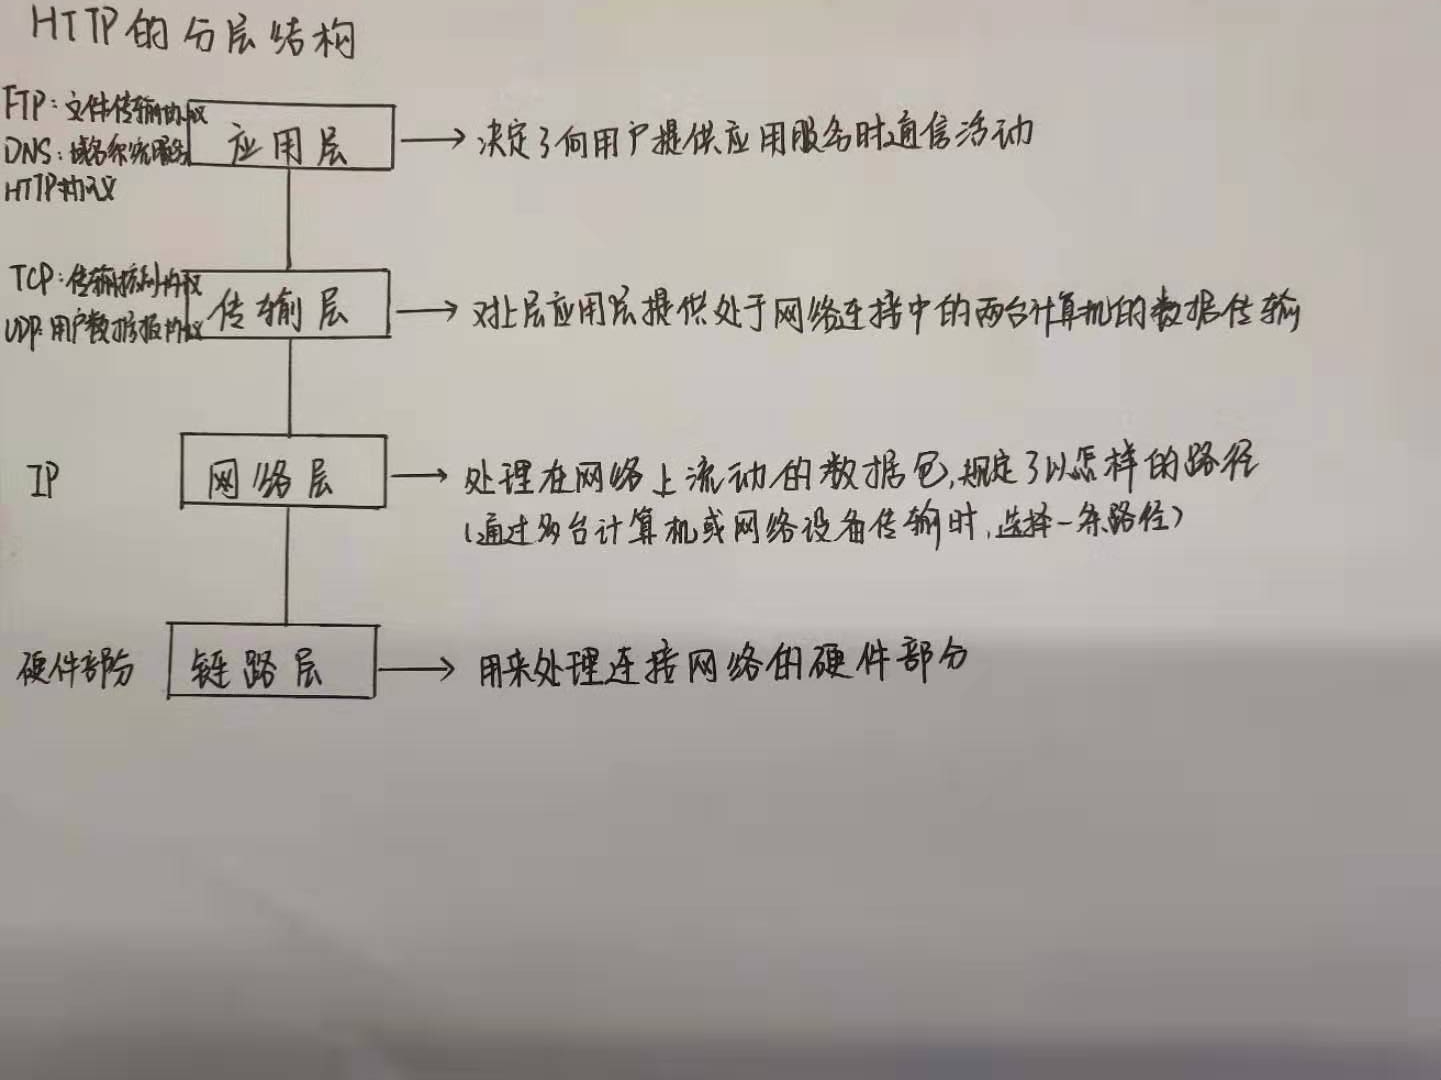 HTTP的分层结构
FTP：文件传输协议
DNS：域名系统服务
HTTP协议
应用层
决定了向用户提供应用服务时通信活动
TCP：传输控制协议
UDP 用户数据报协议
传输层
对上层应用层提供处于网络连接中的两台计算机的数据传输
IP
网络层
处理在网络上流动的数据包，规定了以怎样的路径
（通过多台计算机或网络设备传输时，选择一条路径）
硬件部分
链路层
用来处理连接网络的硬件部分